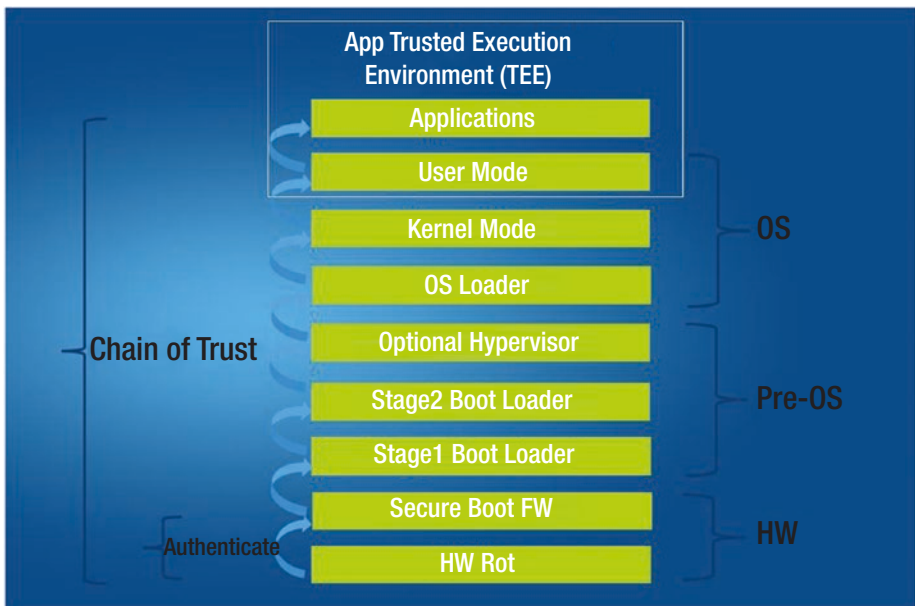 App Trusted Execution
Environment (TEE)
Applications
User Mode
Kernel Mode
OS
OS Loader
Optional Hypervisor
Chain of Trust
Stage2 Boot Loader
Pre-OS
Stage1 Boot Loader
Secure Boot FW
HW
Authenticate
HW Rot